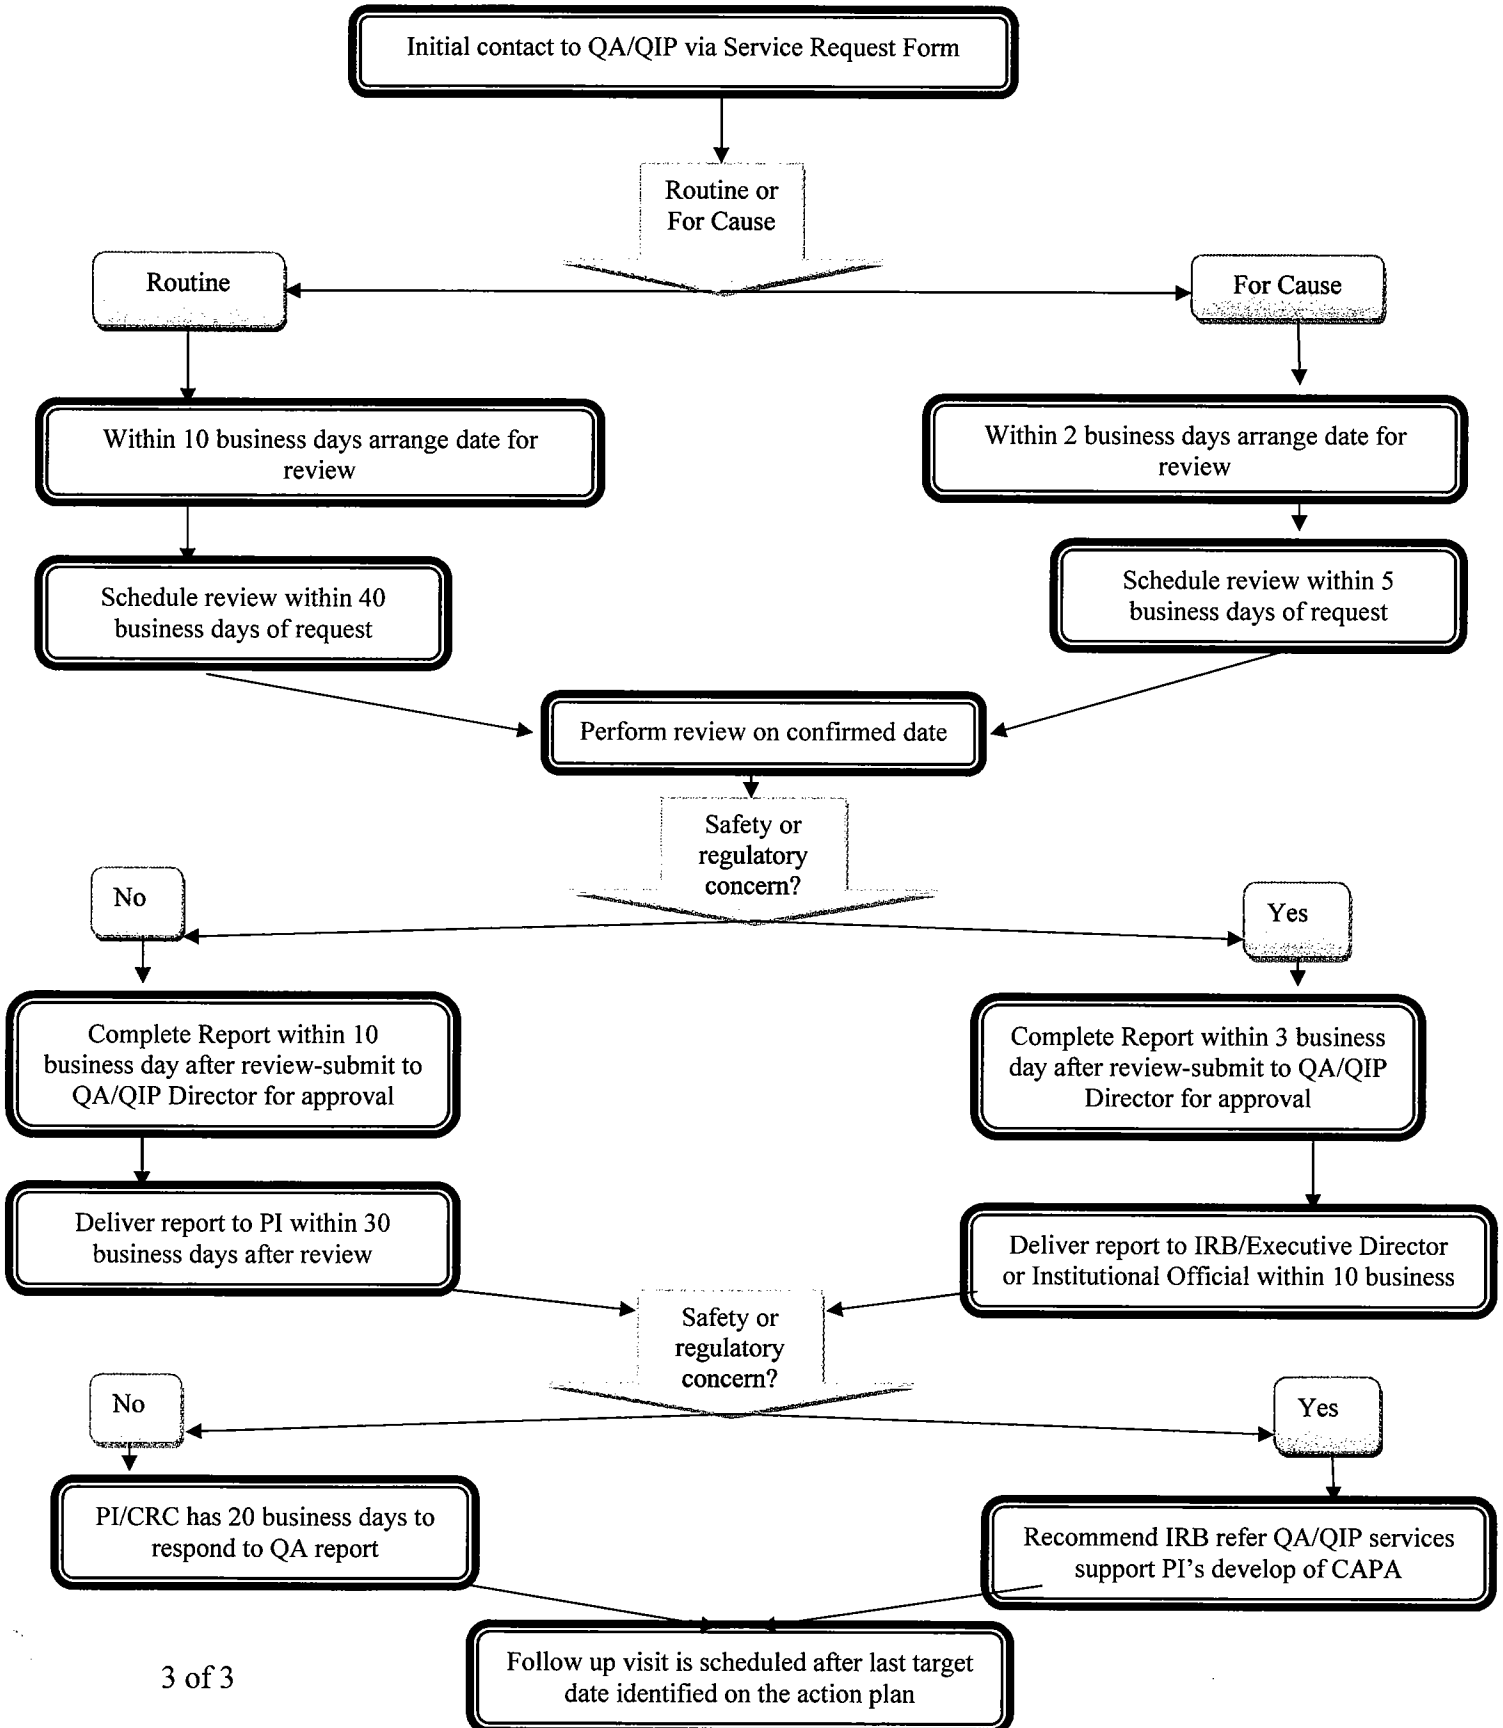 Initial contact to QA/QIP via Service Request Form
Routine or
For Cause
Routine
For Cause
Within 10 business days arrange date for
review
Within 2 business days arrange date for
review
Schedule review within 40
business days of request
Schedule review within 5
business days of request
Perform review on confirmed date
Safety or
regulatory
concern?
No
Yes
Complete Report within 10
business day after review-submit to
QA/QIP Director for approval
Complete Report within 3 business
day after review-submit to QA/QIP
Director for approval
Deliver report to PI within 30
business days after review
Deliver report to IRB/Executive Director
or Institutional Official within 10 business
Safety or
regulatory
concern?
No
Yes
PI/CRC has 20 business days to
respond to QA report
Recommend IRB refer QA/QIP services
support PI's develop of CAPA
Follow up visit is scheduled after last target
date identified on the action plan
3 of 3